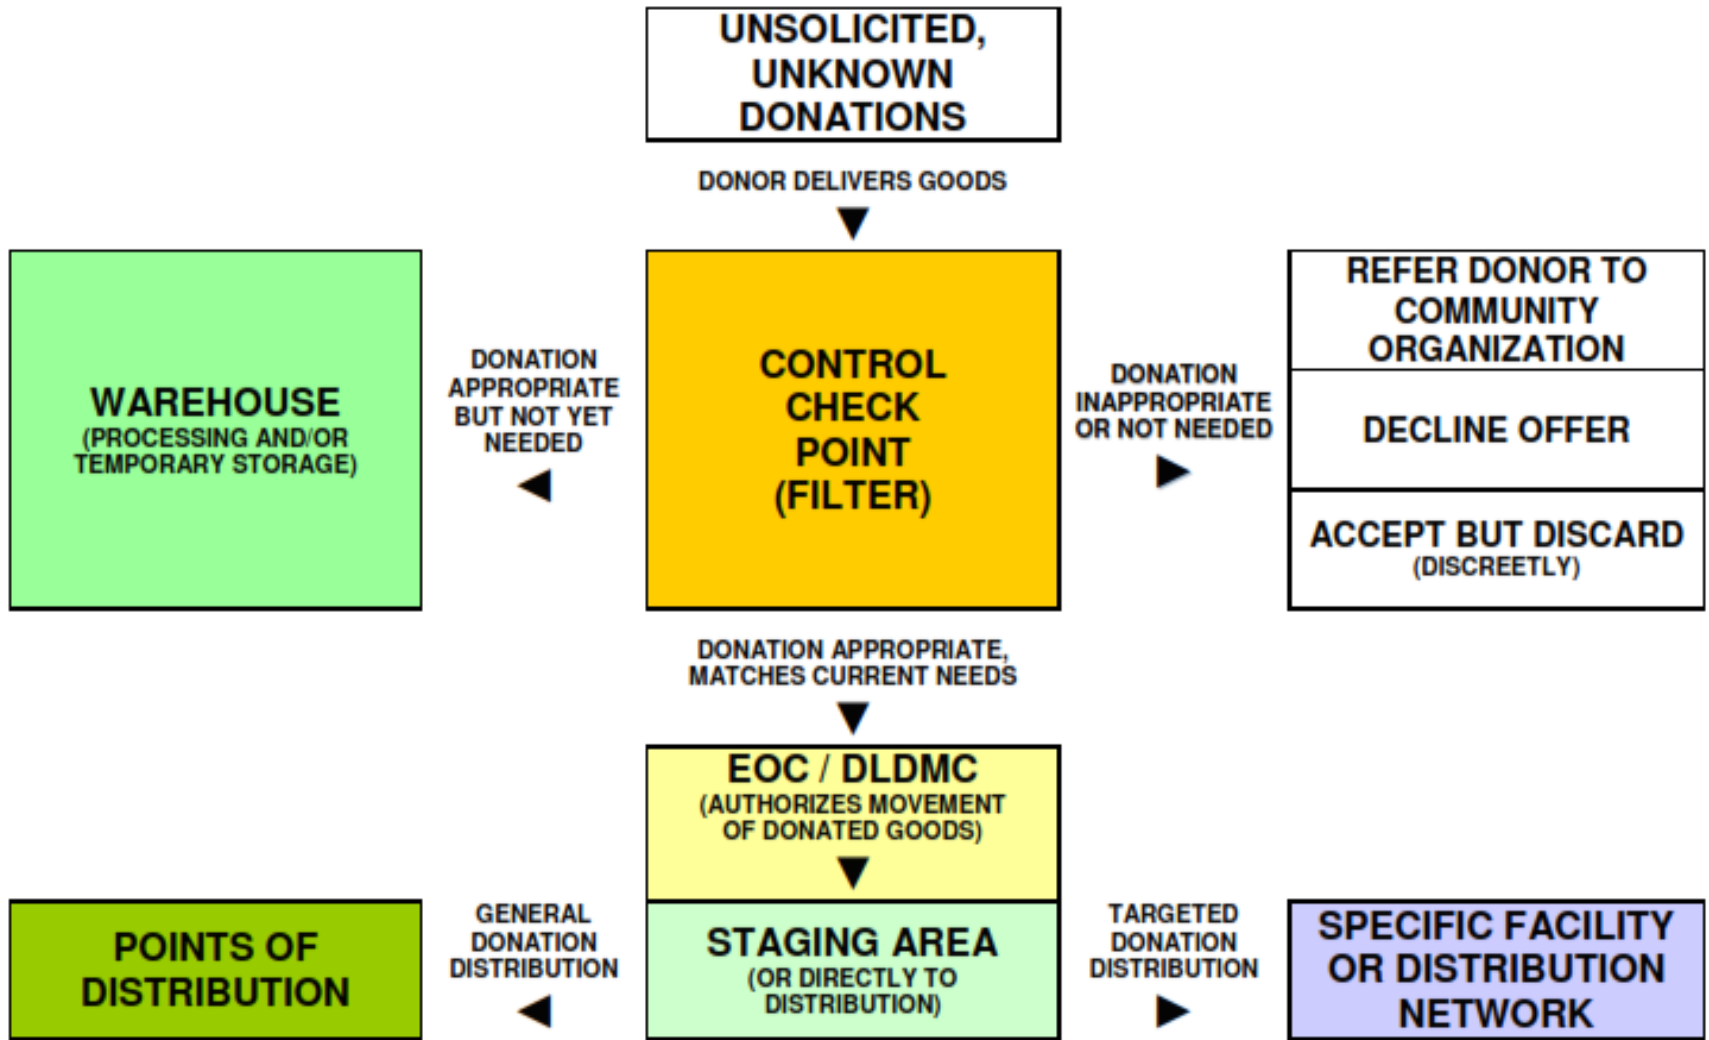 UNSOLICITED,
UNKNOWN
DONATIONS
DONOR DELIVERS GOODS
WAREHOUSE
(PROCESSING AND/OR
TEMPORARY STORAGE)
DONATION
APPROPRIATE
BUT NOT YET
NEEDED
CONTROL
CHECK
POINT
(FILTER)
DONATION
INAPPROPRIATE
OR NOT NEEDED
REFER DONOR TO
COMMUNITY
ORGANIZATION
DECLINE OFFER
ACCEPT BUT DISCARD
(DISCREETLY)
DONATION APPROPRIATE,
MATCHES CURRENT NEEDS
EOC / DLDMC
(AUTHORIZES MOVEMENT
OF DONATED GOODS)
POINTS OF
DISTRIBUTION
GENERAL
DONATION
DISTRIBUTION
STAGING AREA
(OR DIRECTLY TO
DISTRIBUTION)
TARGETED
DONATION
DISTRIBUTION
SPECIFIC FACILITY
OR DISTRIBUTION
NETWORK